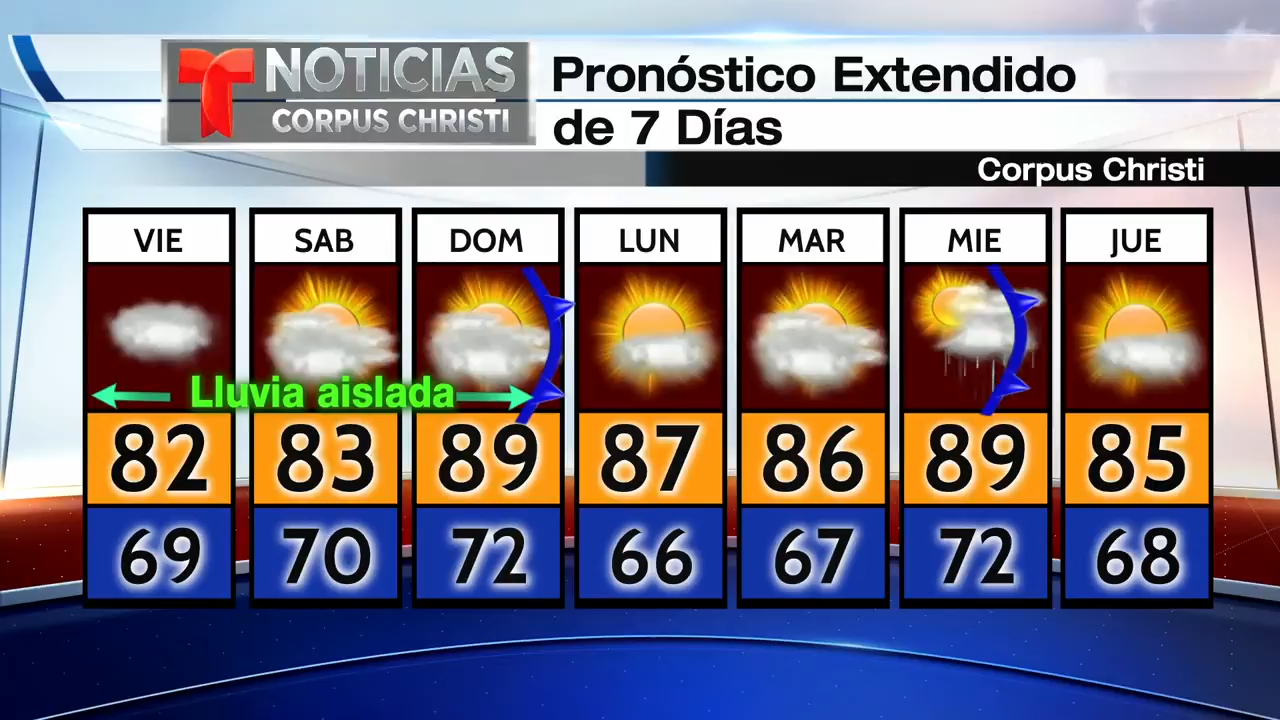 NOTICIAS
CORPUS CHRISTI
Pronóstico Extendido
de 7 Días
Corpus Christi
VIE SAB DOM LUN MAR MIE JUE
Lluvia aislada
82 83 89 87 86 89 85
69 70 72 66 67 72 68